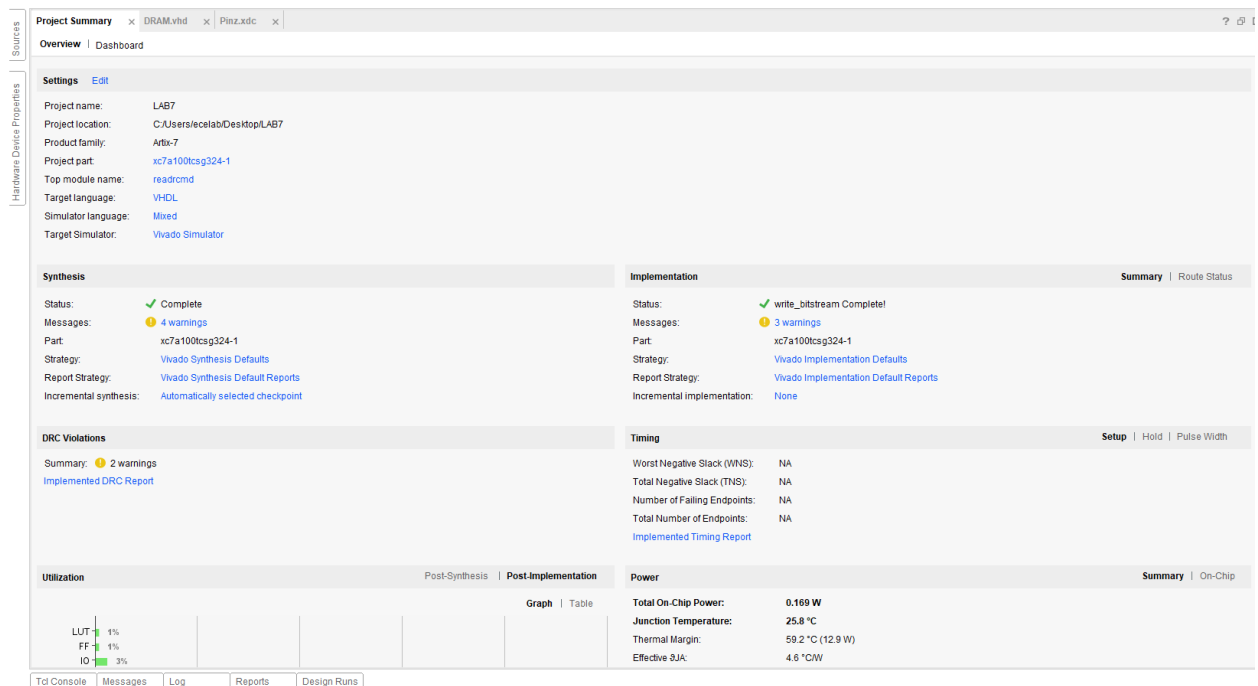 Sources
Hardware Device Properties
Project Summary × DRAM.vhd × Pinz.xdc ×
?
Overview | Dashboard
Settings Edit
Project name: LAB7
Project location: C:/Users/ecelab/Desktop/LAB7
Product family: Artix-7
Project part: xc7a100tcsg324-1
Top module name: readrcmd
Target language: VHDL
Simulator language: Mixed
Target Simulator: Vivado Simulator
Synthesis
Status: Complete
Messages: 4 warnings
Part: xc7a100tcsg324-1
Strategy: Vivado Synthesis Defaults
Report Strategy: Vivado Synthesis Default Reports
Incremental synthesis: Automatically selected checkpoint
Implementation Summary | Route Status
Status: write_bitstream Complete!
Messages: 3 warnings
Part: xc7a100tcsg324-1
Strategy: Vivado Implementation Defaults
Report Strategy: Vivado Implementation Default Reports
Incremental implementation: None
DRC Violations
Summary: 2 warnings
Implemented DRC Report
Timing Setup | Hold | Pulse Width
Worst Negative Slack (WNS): NA
Total Negative Slack (TNS): NA
Number of Failing Endpoints: NA
Total Number of Endpoints: NA
Implemented Timing Report
Utilization Post-Synthesis | Post-Implementation
Graph | Table
LUT 1%
FF 1%
IO 3%
Power Summary | On-Chip
Total On-Chip Power: 0.169 W
Junction Temperature: 25.8 °C
Thermal Margin: 59.2 °C (12.9 W)
Effective ϑJA: 4.6 °C/W
Tcl Console Messages Log Reports Design Runs